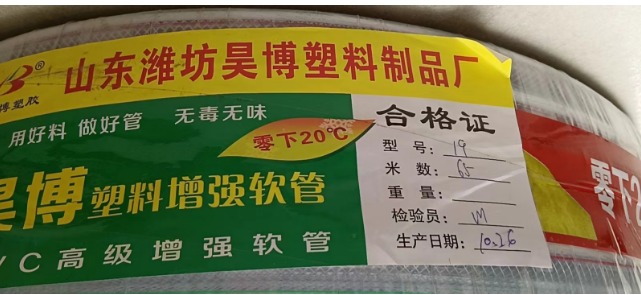 ®
山东潍坊昊博塑料制品厂
博塑胶
用好料 做好管 无毒无味
零下20℃
昊博塑料增强软管
VC高级增强软管
合格证
型号：19
米数：65
重量：
检验员：M
生产日期：10.26
零下2